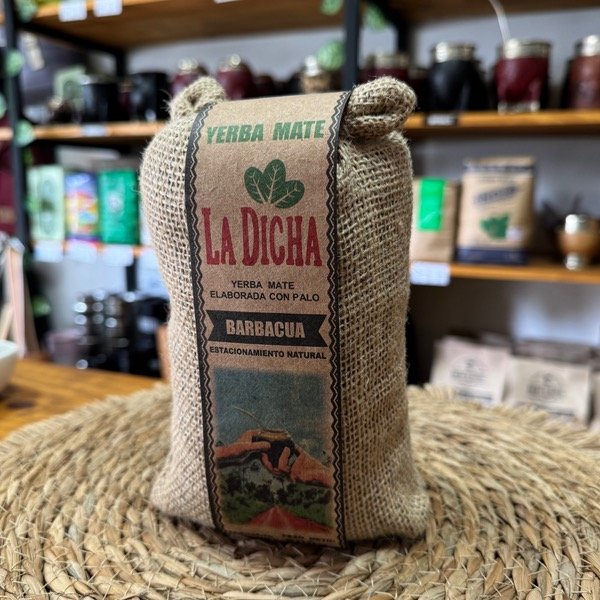 YERBA MATE
LA DICHA
YERBA MATE
ELABORADA CON PALO
BARBACUA
ESTACIONAMIENTO NATURAL